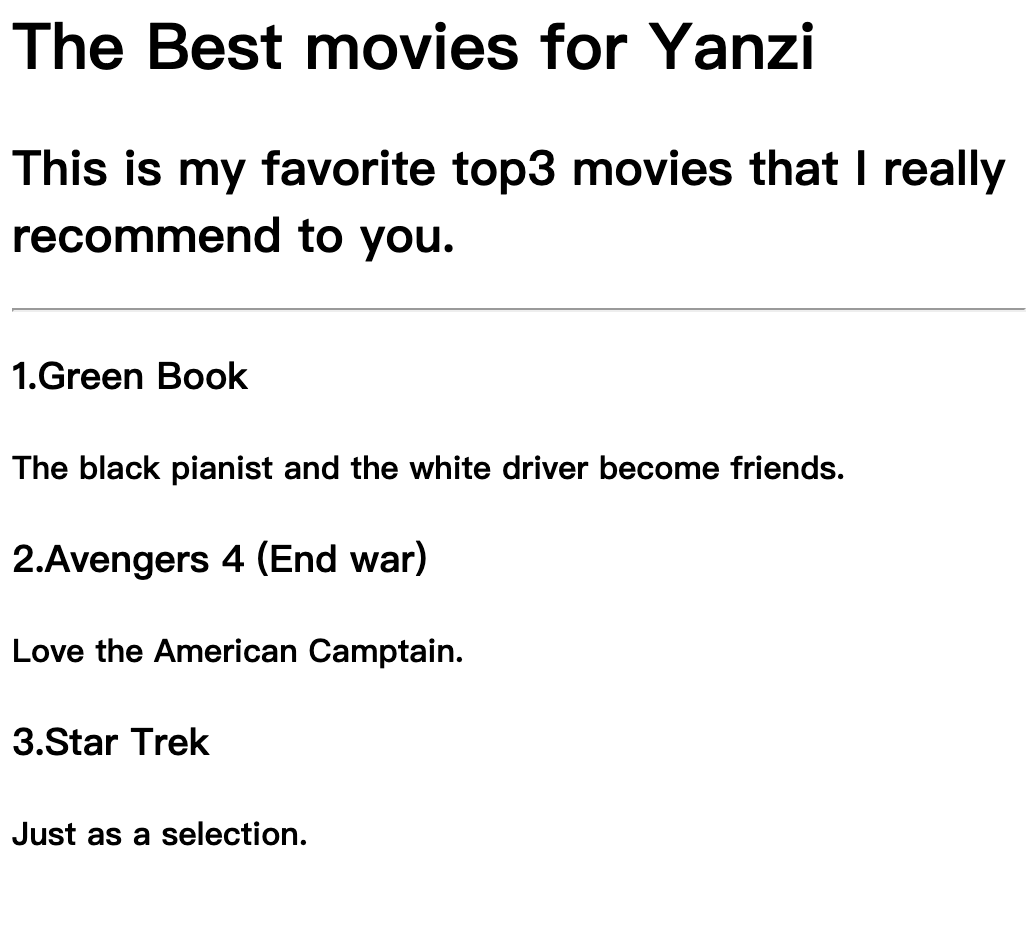 The Best movies for Yanzi
This is my favorite top3 movies that I really
recommend to you.
1.Green Book
The black pianist and the white driver become friends.
2.Avengers 4 (End war)
Love the American Camptain.
3.Star Trek
Just as a selection.